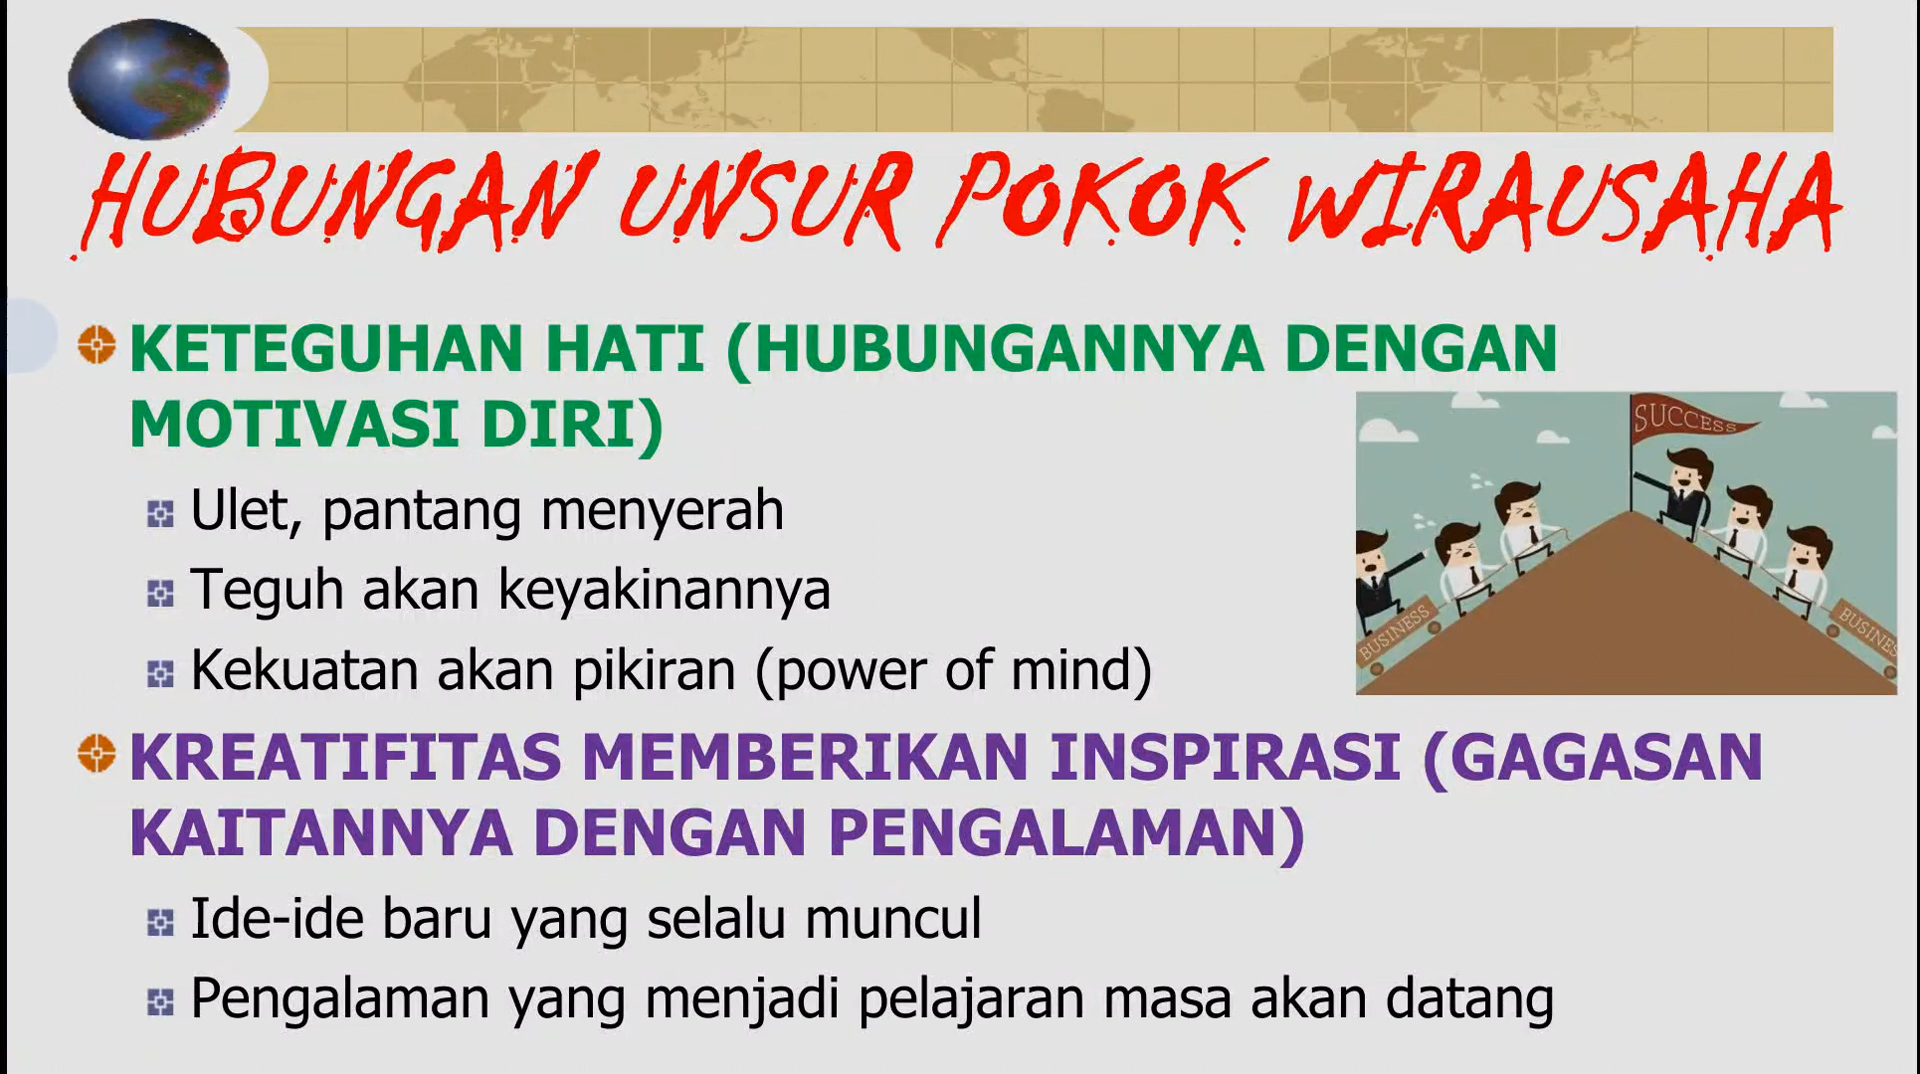 HUBUNGAN UNSUR POKOK WIRAUSAHA
KETEGUHAN HATI (HUBUNGANNYA DENGAN
MOTIVASI DIRI)
SUCCESS
BUSINESS
BUSINES
Ulet, pantang menyerah
Teguh akan keyakinannya
Kekuatan akan pikiran (power of mind)
KREATIFITAS MEMBERIKAN INSPIRASI (GAGASAN
KAITANNYA DENGAN PENGALAMAN)
Ide-ide baru yang selalu muncul
Pengalaman yang menjadi pelajaran masa akan datang